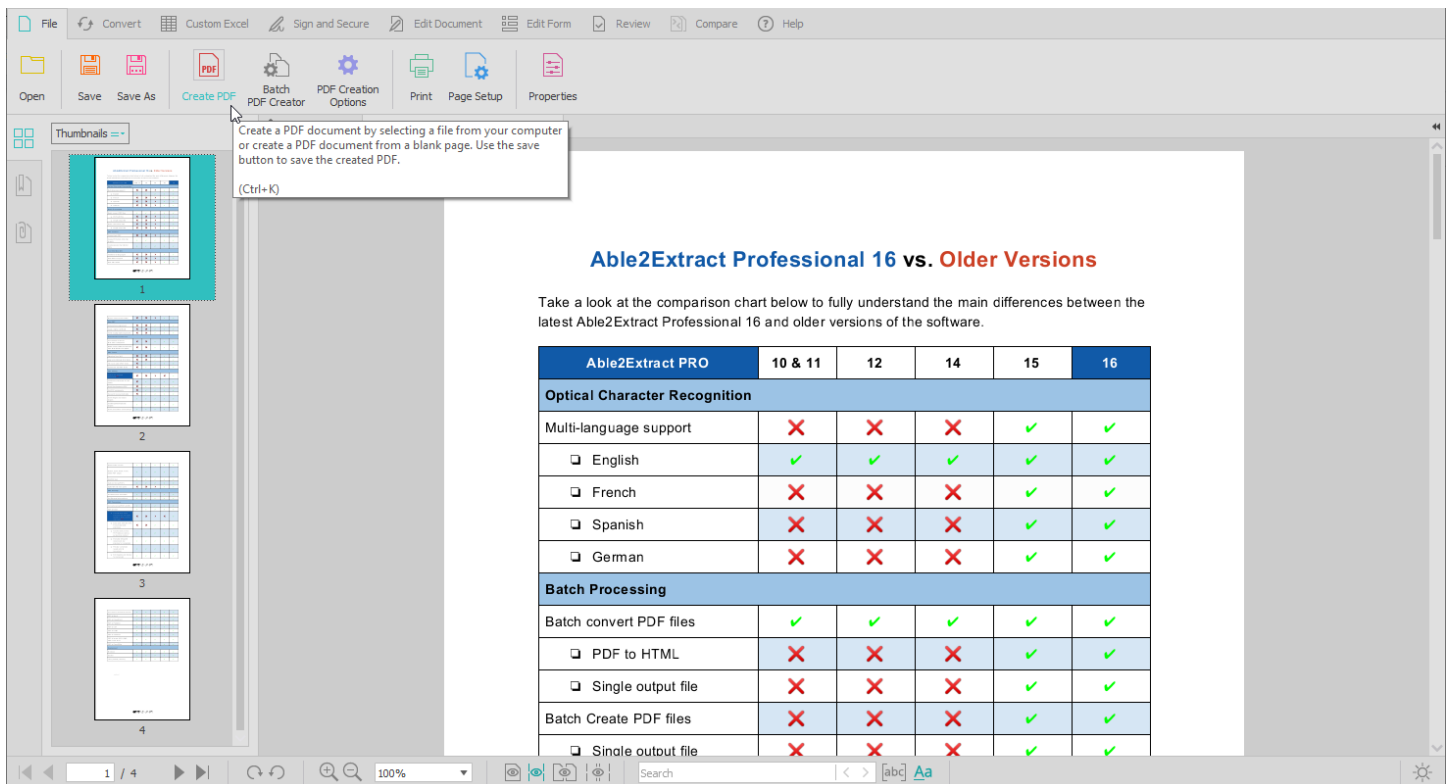 File Convert Custom Excel Sign and Secure Edit Document Edit Form Review Compare Help
Open Save Save As Create PDF Batch PDF Creator PDF Creation Options Print Page Setup Properties
Thumbnails
Create a PDF document by selecting a file from your computer
or create a PDF document from a blank page. Use the save
button to save the created PDF.
(Ctrl+K)
1
2
3
4
Able2Extract Professional 16 vs. Older Versions
Take a look at the comparison chart below to fully understand the main differences between the
latest Able2Extract Professional 16 and older versions of the software.
Able2Extract PRO 10 & 11 12 14 15 16
Optical Character Recognition
Multi-language support
English
French
Spanish
German
Batch Processing
Batch convert PDF files
PDF to HTML
Single output file
Batch Create PDF files
Single output file
1 / 4 100% Search [abc] Aa